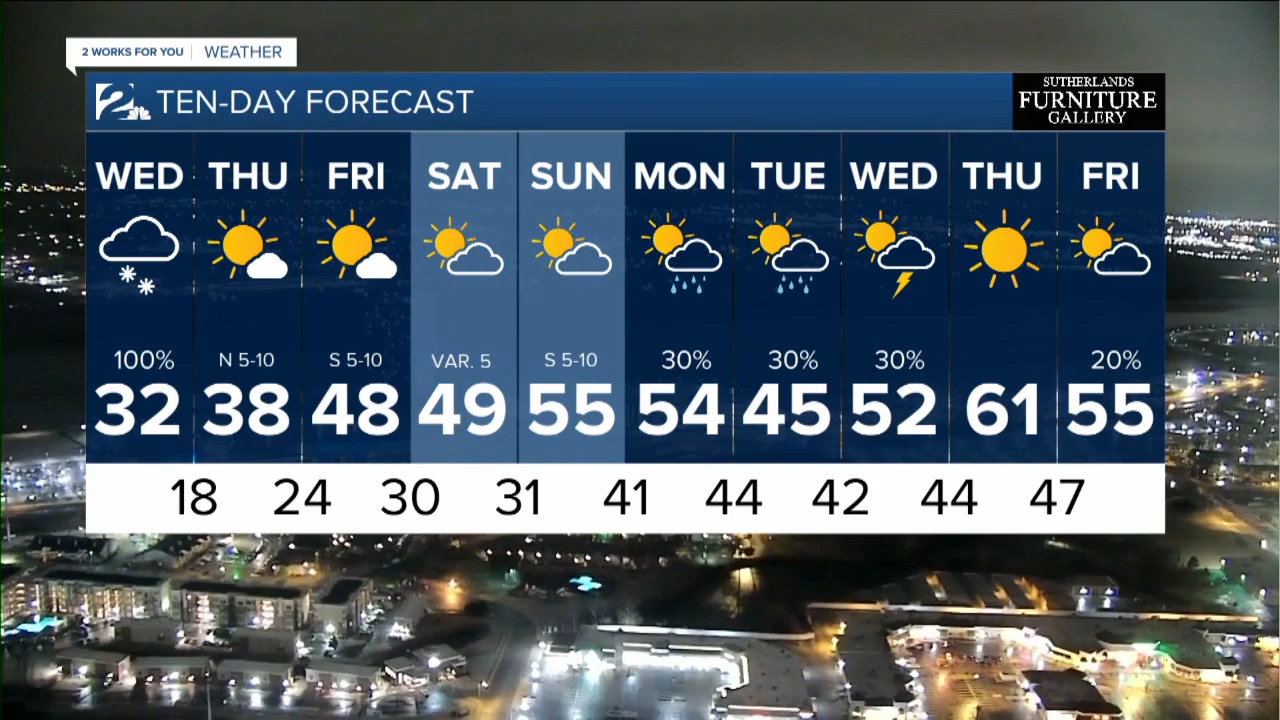 2 WORKS FOR YOU | WEATHER
2 TEN-DAY FORECAST
SUTHERLANDS
FURNITURE
GALLERY
WED THU FRI SAT SUN MON TUE WED THU FRI
100% N 5-10 S 5-10 VAR. 5 S 5-10 30% 30% 30% 20%
32 38 48 49 55 54 45 52 61 55
18 24 30 31 41 44 42 44 47